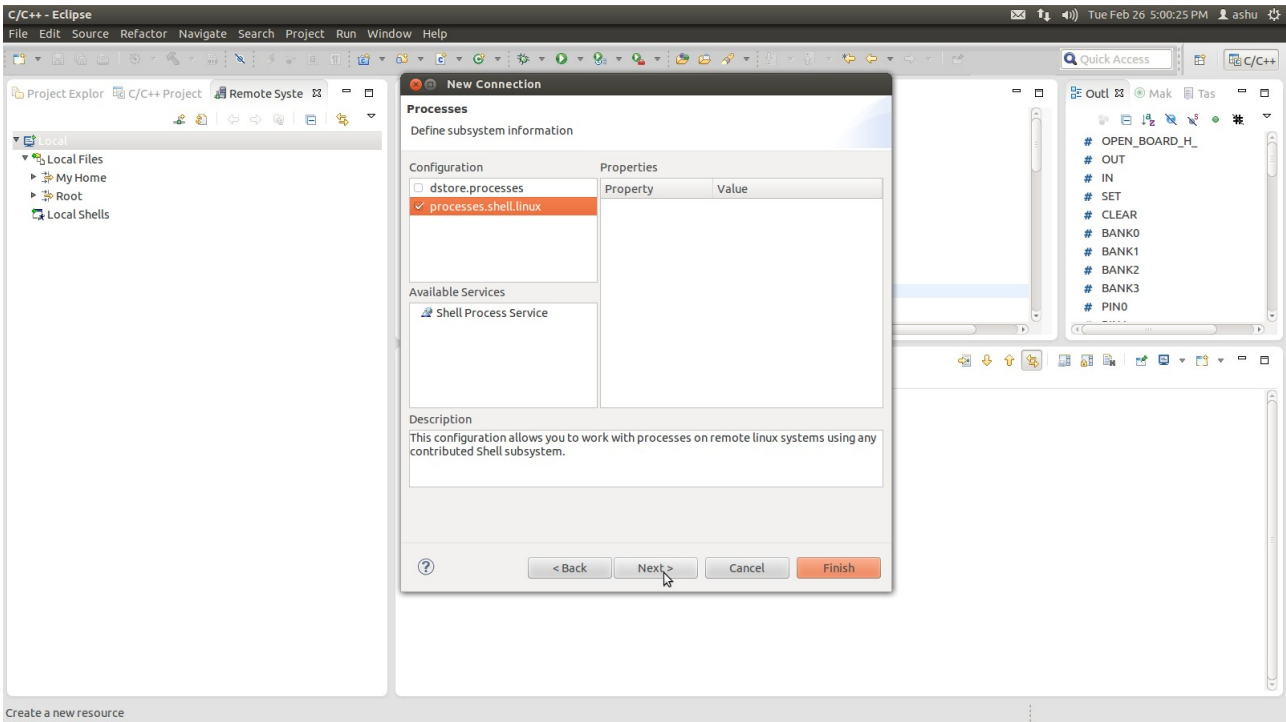 C/C++ - Eclipse
Tue Feb 26 5:00:25 PM ashu
File Edit Source Refactor Navigate Search Project Run Window Help
Quick Access
C/C++
Project Explor
C/C++ Project
Remote Syste
Local
Local Files
My Home
Root
Local Shells
New Connection
Processes
Define subsystem information
Configuration
dstore.processes
processes.shell.linux
Available Services
Shell Process Service
Properties
Property Value
Description
This configuration allows you to work with processes on remote linux systems using any
contributed Shell subsystem.
< Back
Next >
Cancel
Finish
Outl
Mak
Tas
# OPEN_BOARD_H_
# OUT
# IN
# SET
# CLEAR
# BANK0
# BANK1
# BANK2
# BANK3
# PIN0
Create a new resource